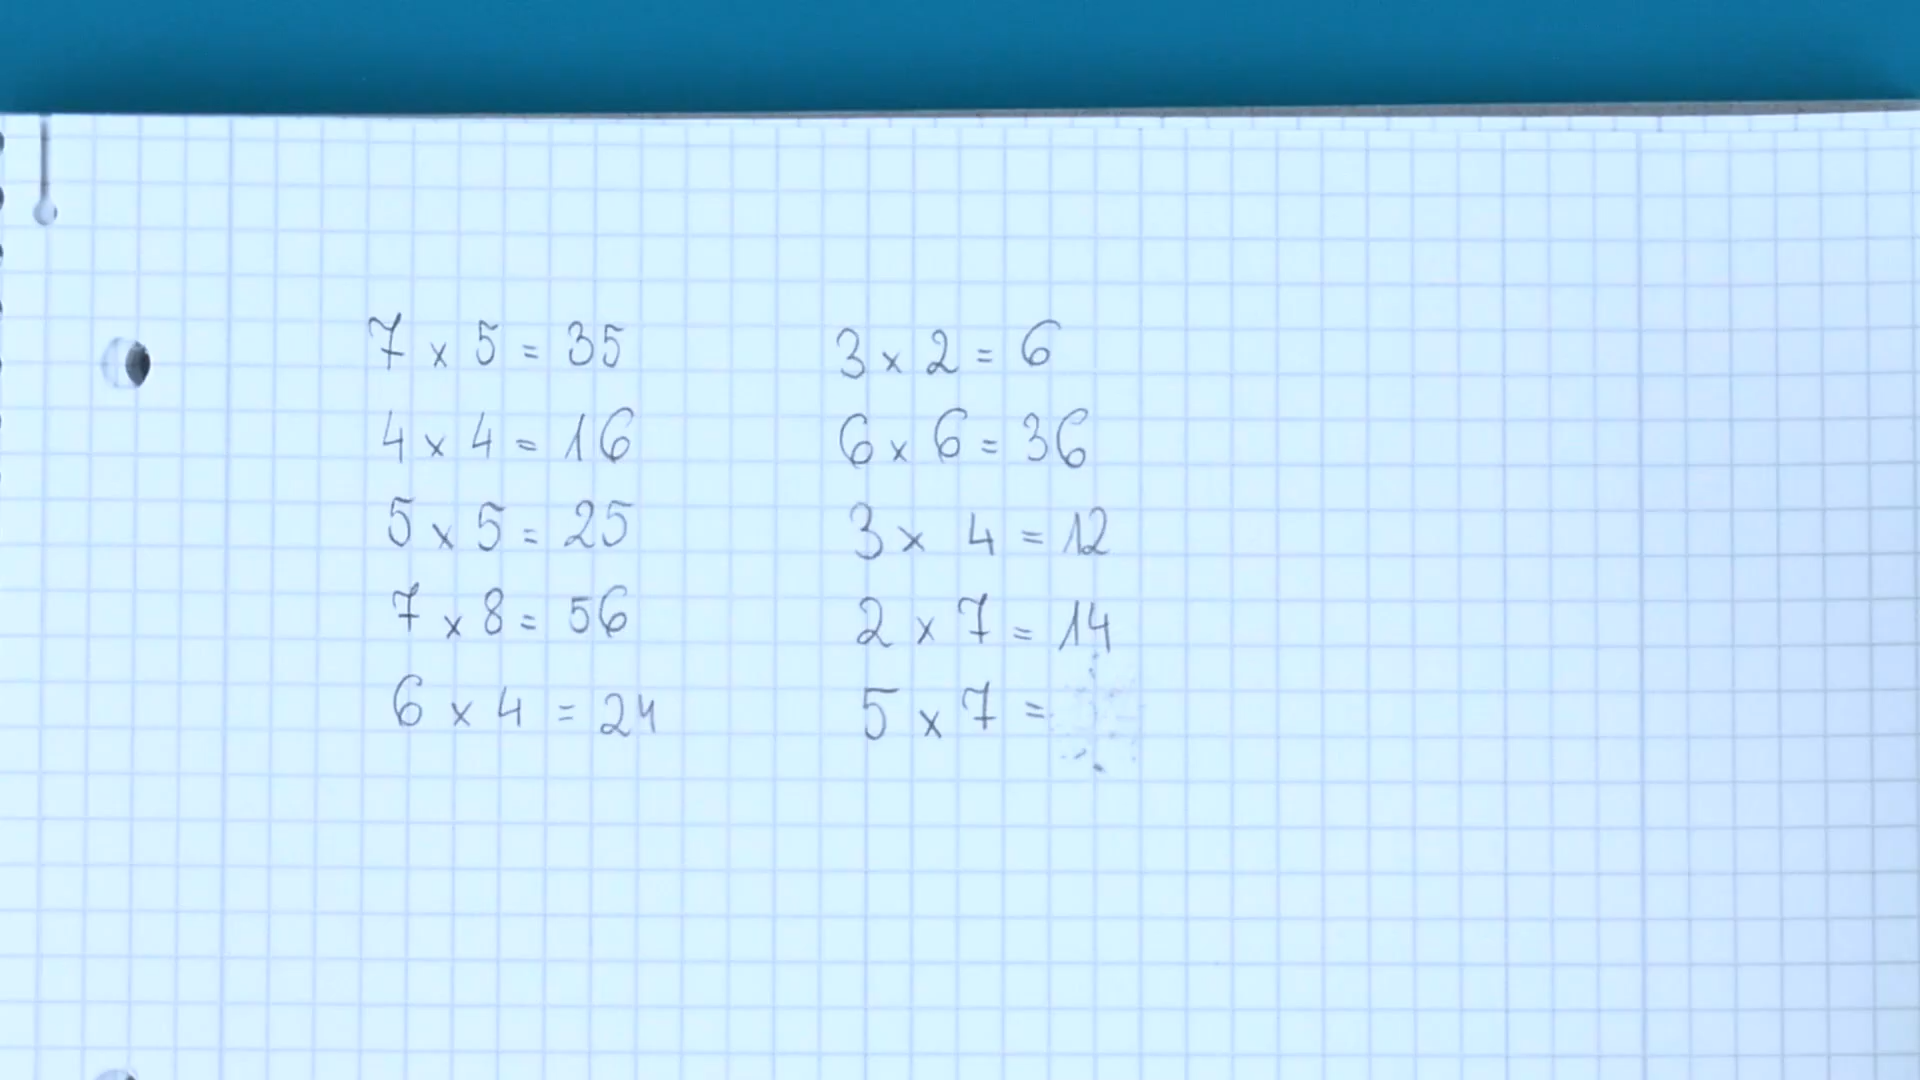 7 x 5 = 35
4 x 4 = 16
5 x 5 = 25
7 x 8 = 56
6 x 4 = 24
3 x 2 = 6
6 x 6 = 36
3 x 4 = 12
2 x 7 = 14
5 x 7 =